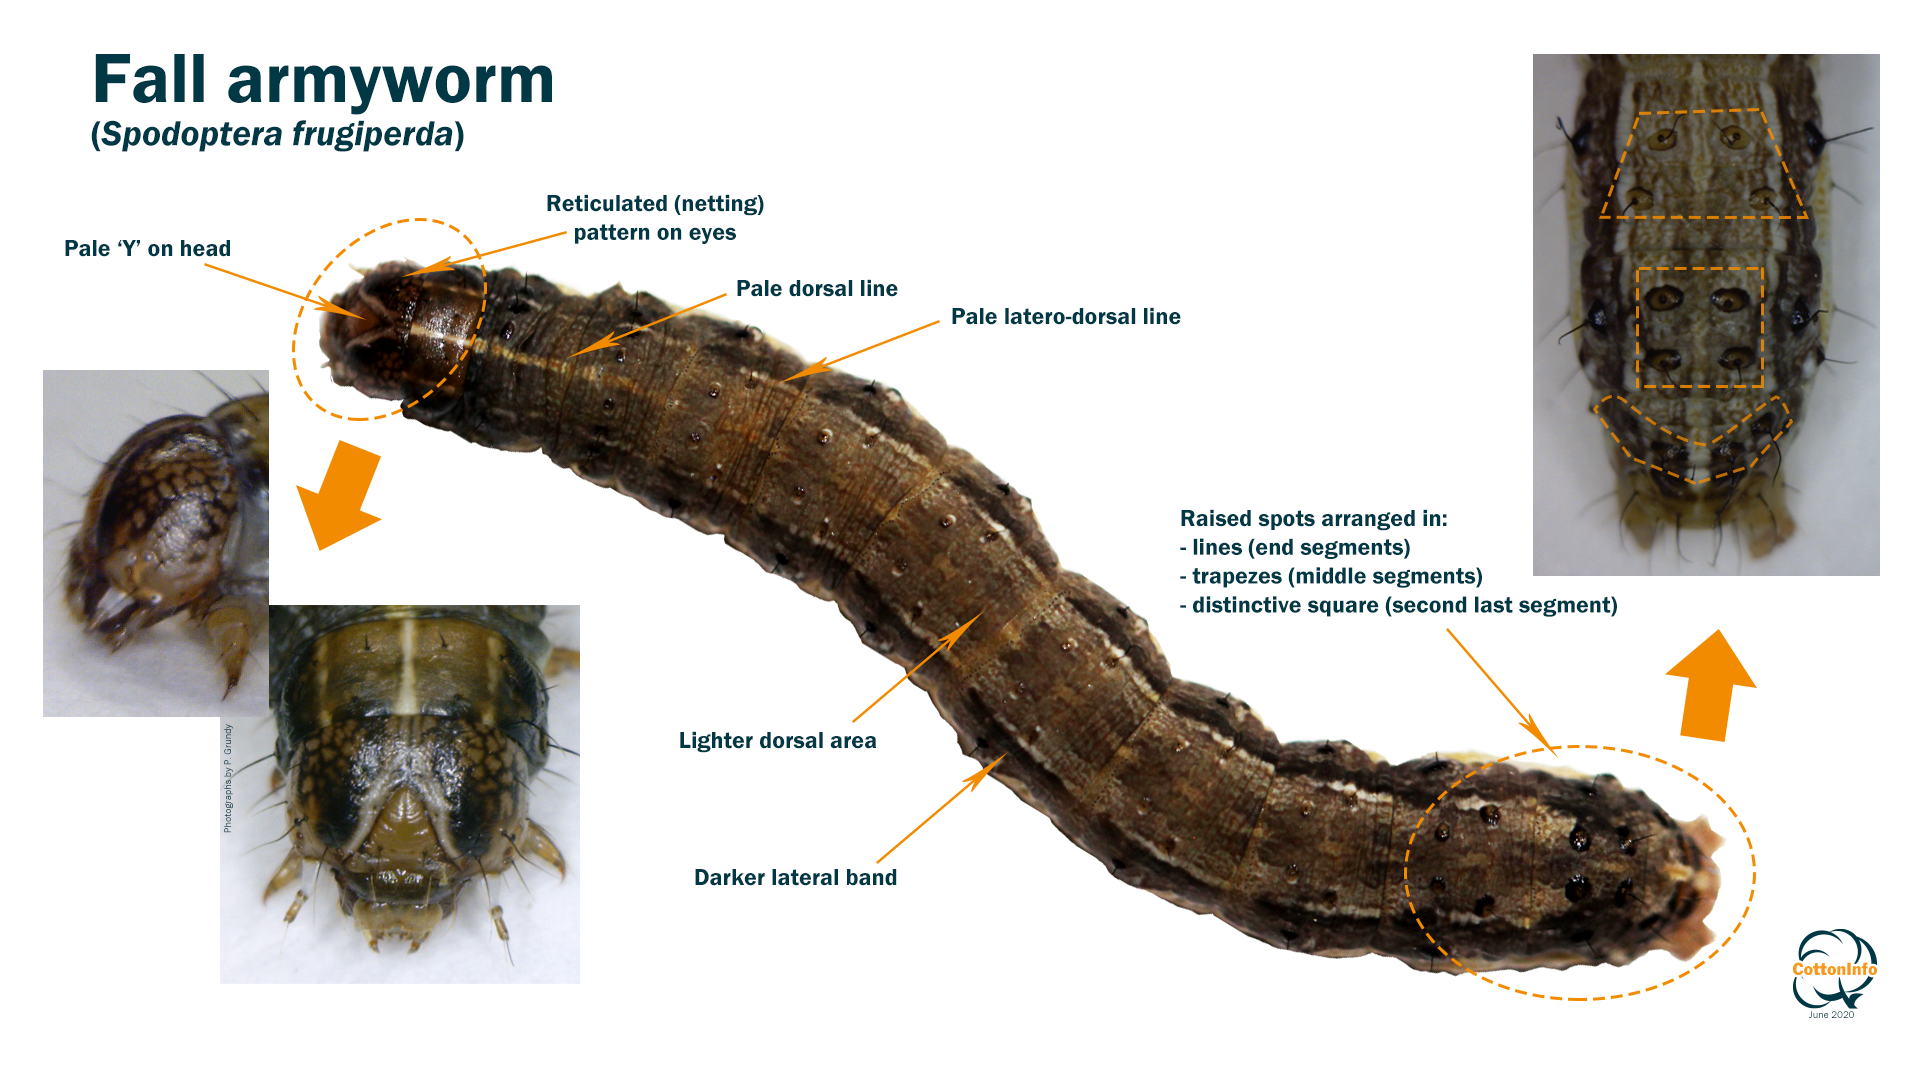 Fall armyworm
(Spodoptera frugiperda)
Reticulated (netting)
pattern on eyes
Pale ‘Y’ on head
Pale dorsal line
Pale latero-dorsal line
Raised spots arranged in:
- lines (end segments)
- trapezes (middle segments)
- distinctive square (second last segment)
Lighter dorsal area
Darker lateral band
Photographs by P. Grundy
CottonInfo
June 2020